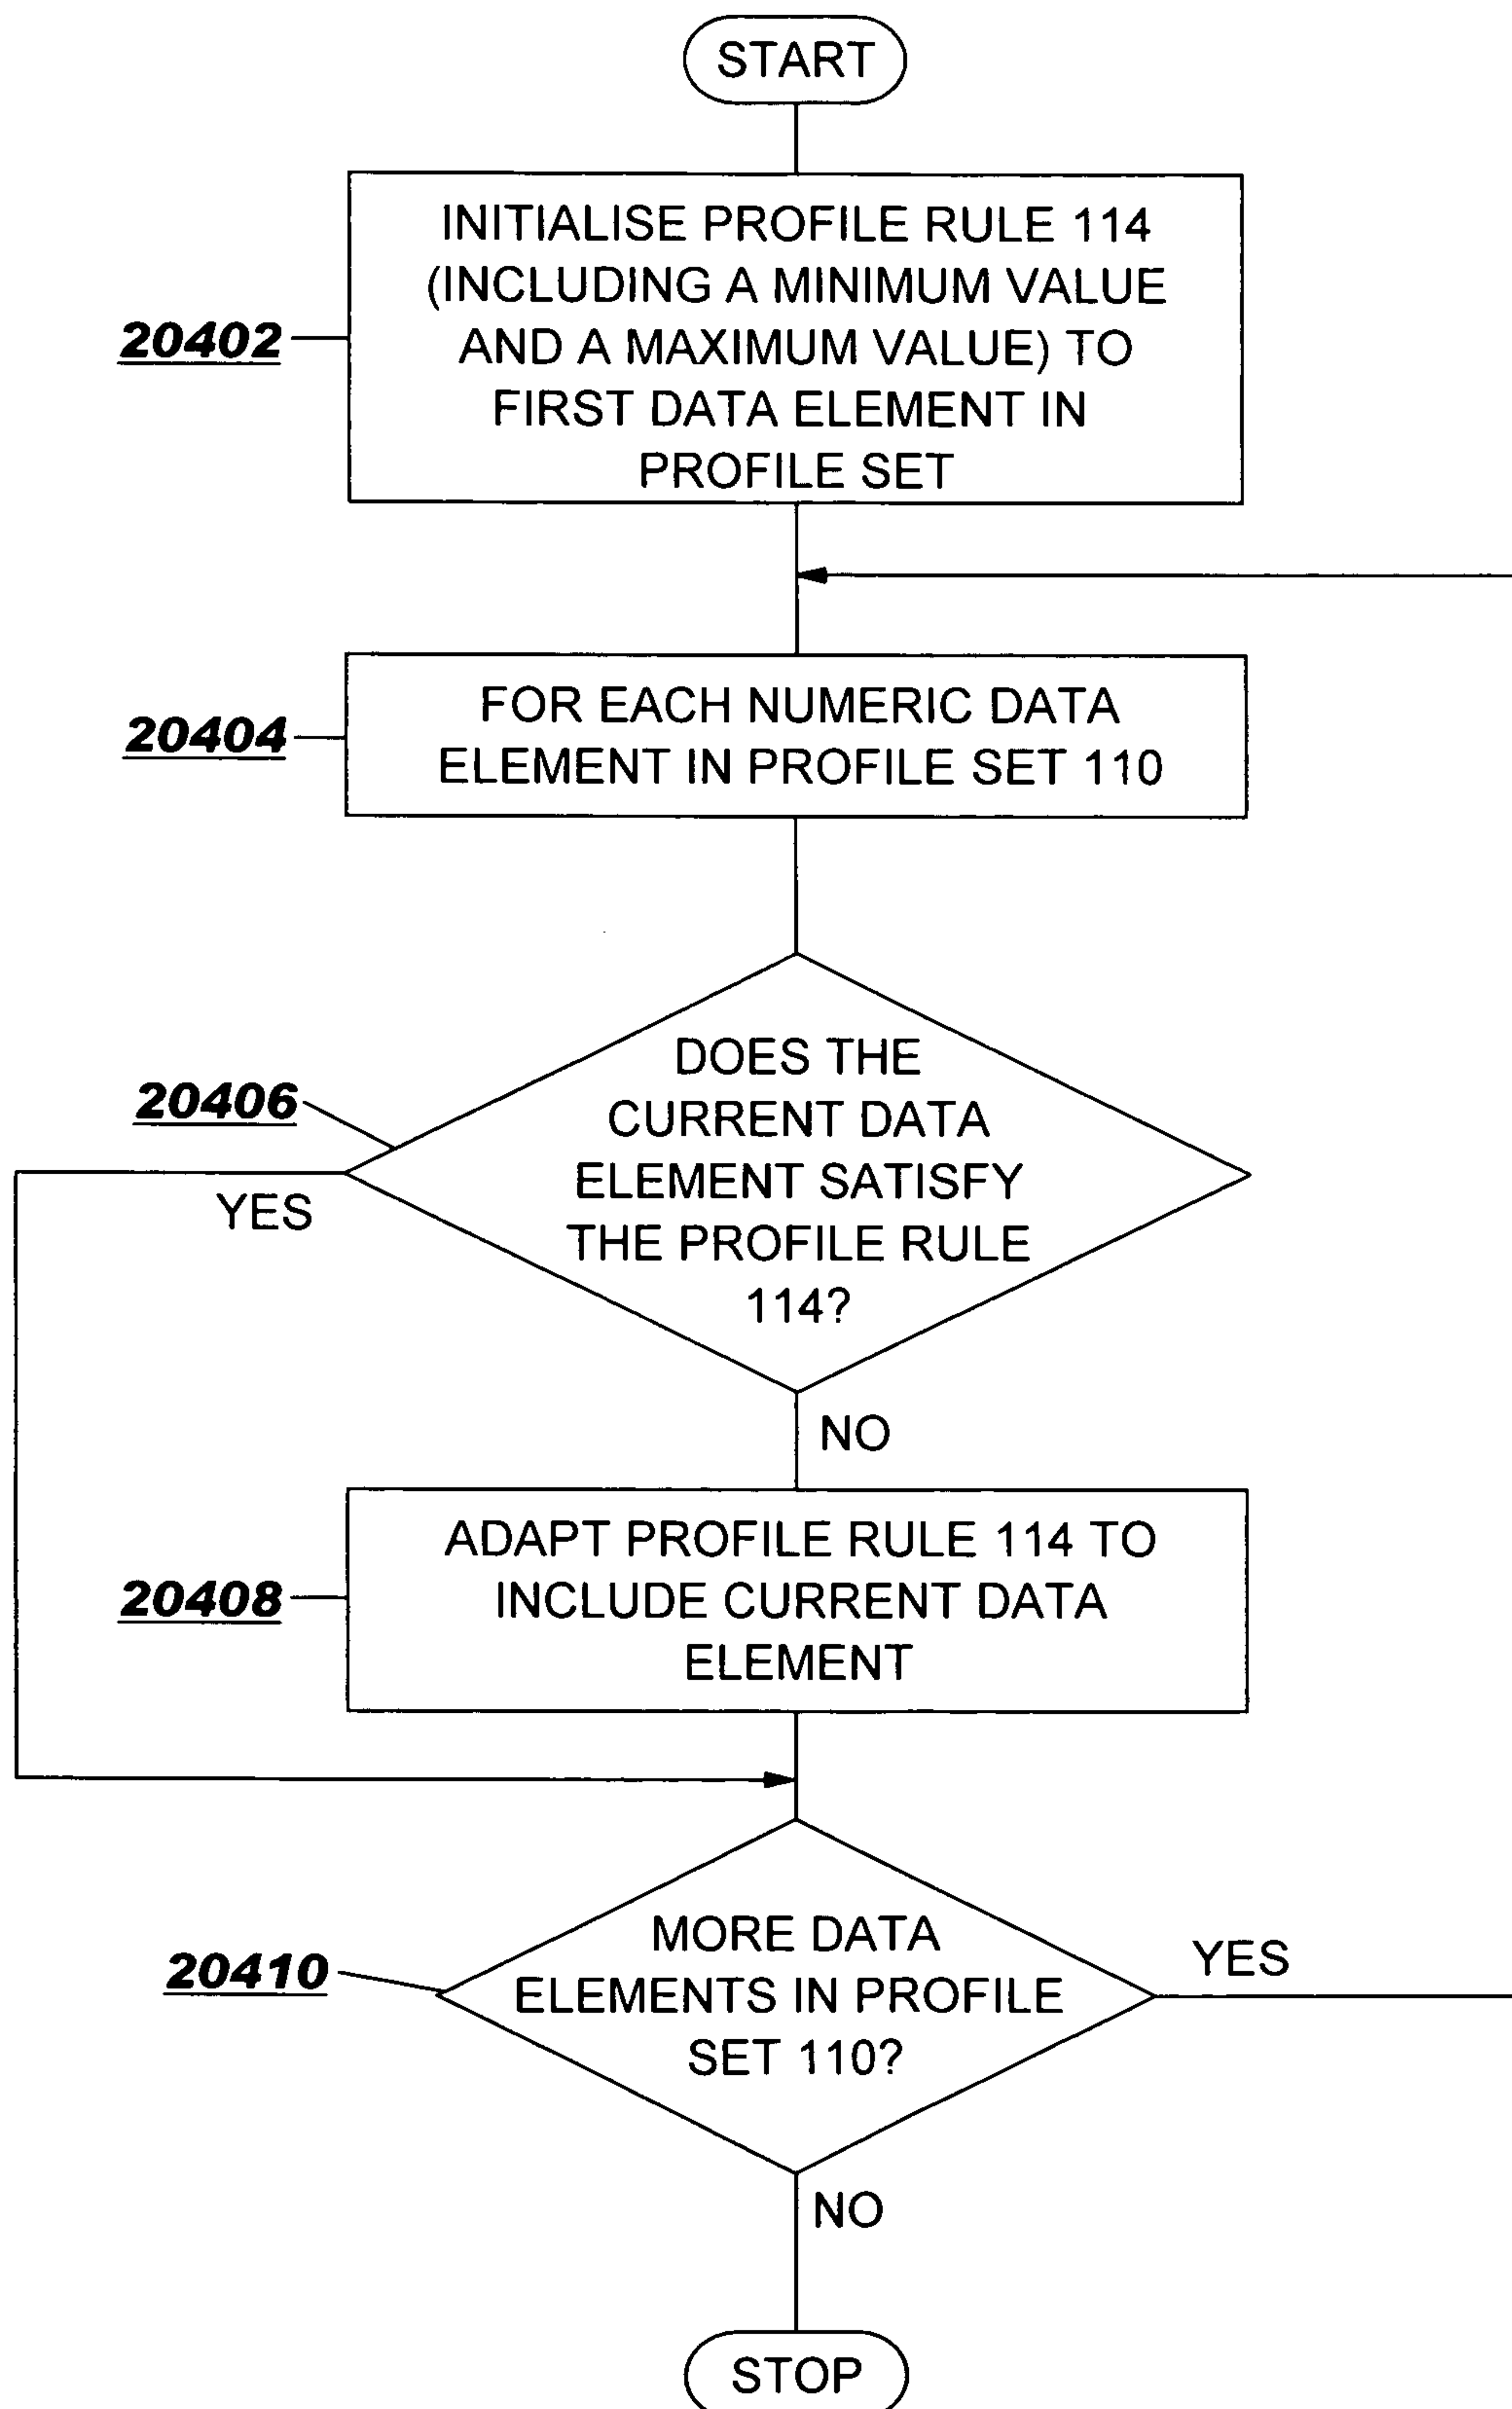 START
INITIALISE PROFILE RULE 114
(INCLUDING A MINIMUM VALUE
AND A MAXIMUM VALUE) TO
FIRST DATA ELEMENT IN
PROFILE SET
20402
FOR EACH NUMERIC DATA
ELEMENT IN PROFILE SET 110
20404
DOES THE
CURRENT DATA
ELEMENT SATISFY
THE PROFILE RULE
114?
20406
YES
NO
ADAPT PROFILE RULE 114 TO
INCLUDE CURRENT DATA
ELEMENT
20408
MORE DATA
ELEMENTS IN PROFILE
SET 110?
20410
YES
NO
STOP